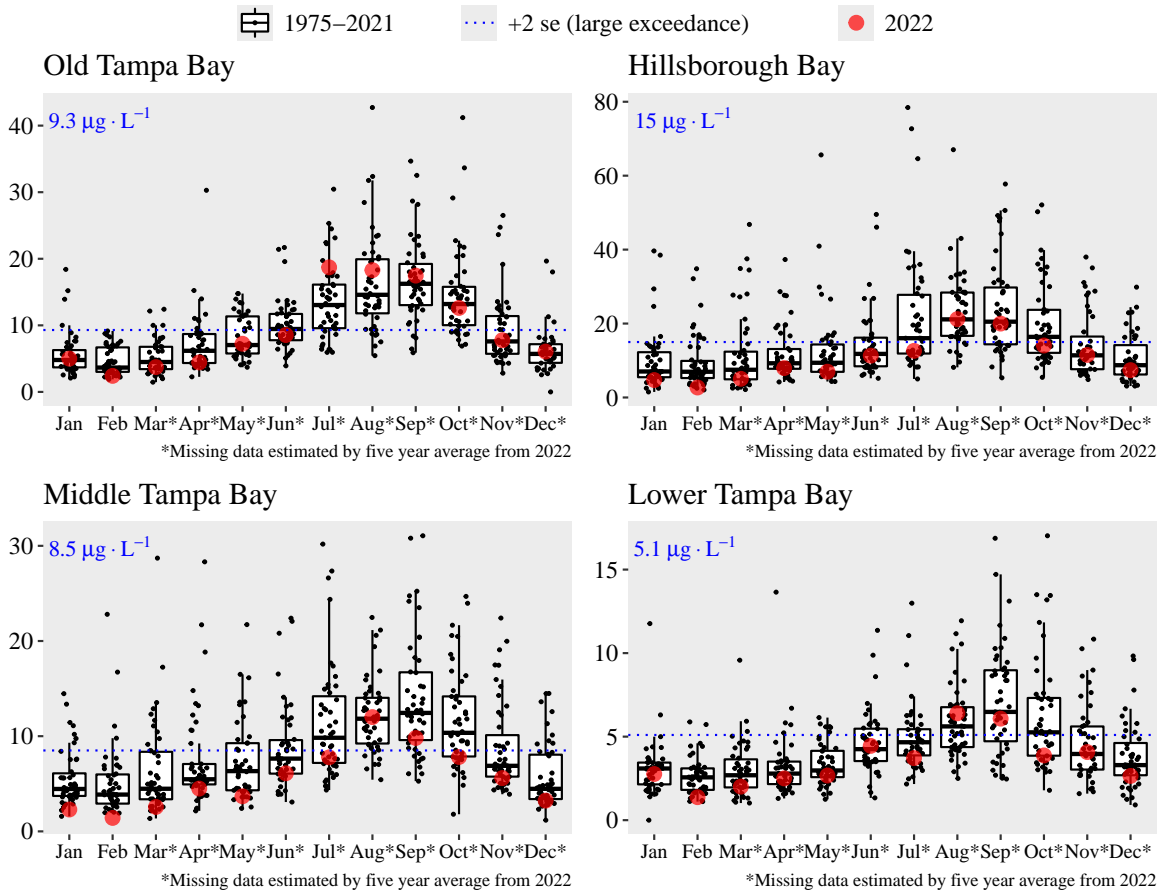 1975–2021 +2 se (large exceedance) 2022
Old Tampa Bay
9.3 μg · L⁻¹
40
30
20
10
0
Jan Feb Mar* Apr* May* Jun* Jul* Aug* Sep* Oct* Nov* Dec*
*Missing data estimated by five year average from 2022
Hillsborough Bay
15 μg · L⁻¹
80
60
40
20
0
Jan Feb Mar* Apr* May* Jun* Jul* Aug* Sep* Oct* Nov* Dec*
*Missing data estimated by five year average from 2022
Middle Tampa Bay
8.5 μg · L⁻¹
30
20
10
0
Jan Feb Mar* Apr* May* Jun* Jul* Aug* Sep* Oct* Nov* Dec*
*Missing data estimated by five year average from 2022
Lower Tampa Bay
5.1 μg · L⁻¹
15
10
5
0
Jan Feb Mar* Apr* May* Jun* Jul* Aug* Sep* Oct* Nov* Dec*
*Missing data estimated by five year average from 2022